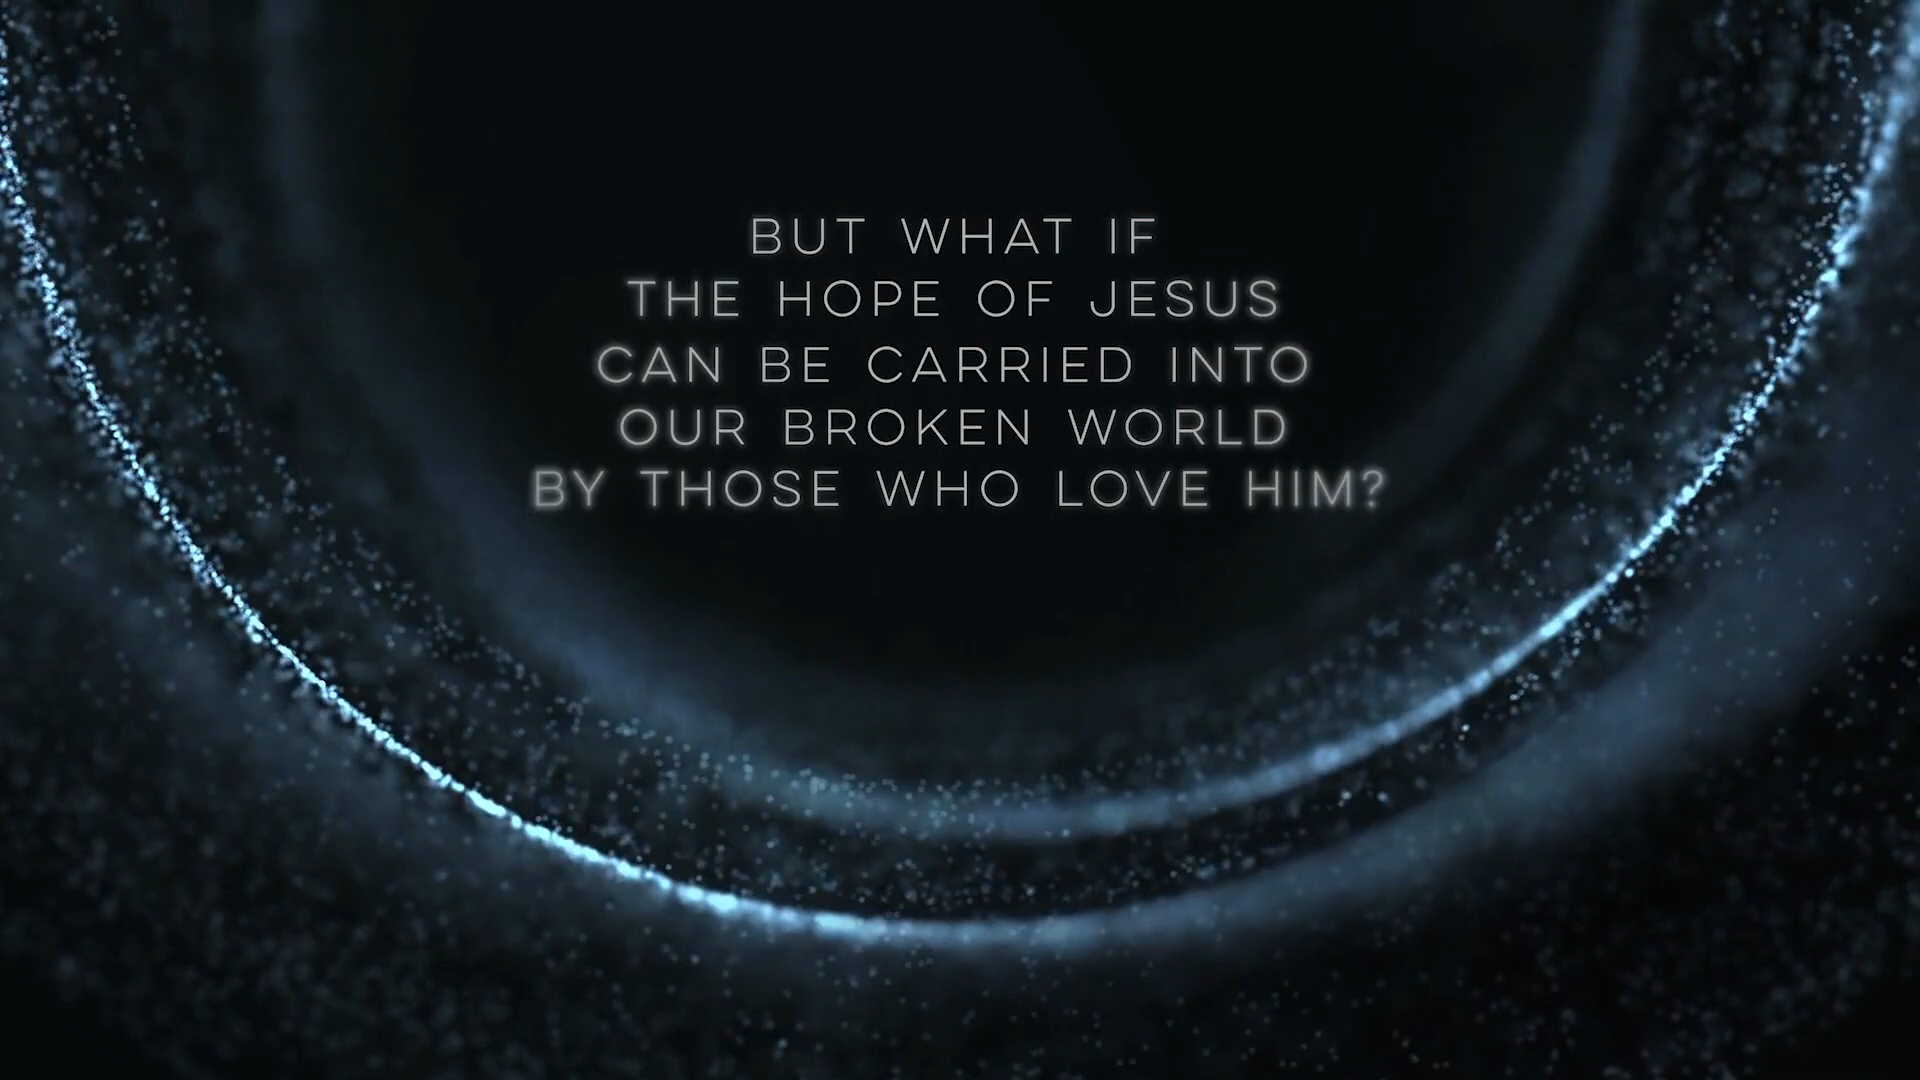 BUT WHAT IF
THE HOPE OF JESUS
CAN BE CARRIED INTO
OUR BROKEN WORLD
BY THOSE WHO LOVE HIM?